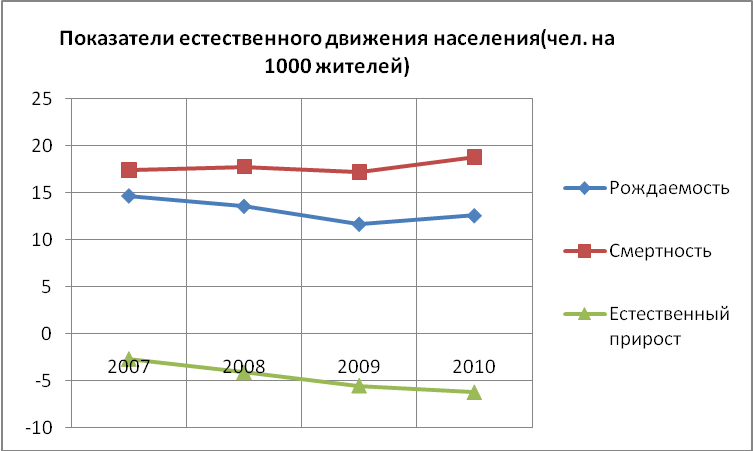 Показатели естественного движения населения(чел. на
1000 жителей)
25
20
15
10
5
0
-5
-10
2007 2008 2009 2010
Рождаемость
Смертность
Естественный
прирост